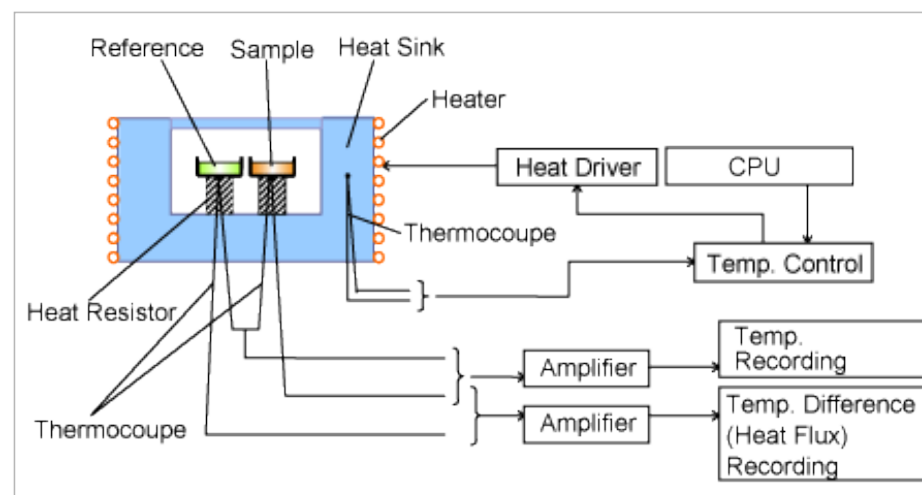 Reference
Sample
Heat Sink
Heater
Heat Driver
CPU
Thermocoupe
Temp. Control
Heat Resistor
Temp.
Recording
Amplifier
Thermocoupe
Amplifier
Temp. Difference
(Heat Flux)
Recording